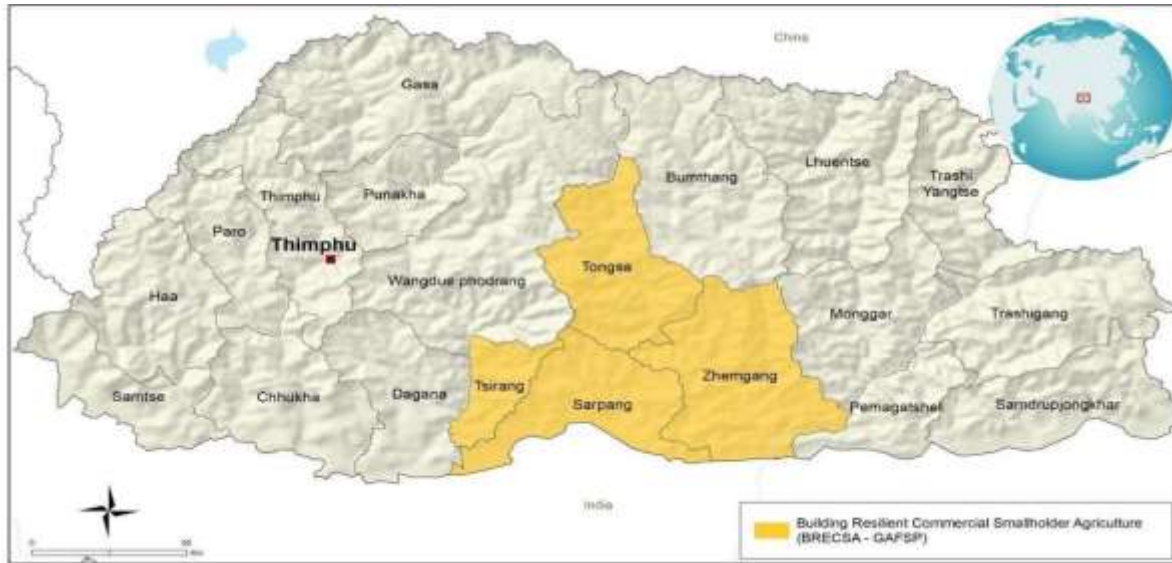 China
Gasa
Lhuentse
Bumthang
Trashi
Yangtse
Thimphu
Punakha
Paro
Thimphu
Tongsa
Wangdue phodrang
Haa
Monggar
Trashigang
Zhemgang
Tsirang
Samtse
Chhukha
Dagana
Sarpang
Pemagatshel
Samdrupjongkhar
India
Building Resilient Commercial Smallholder Agriculture
(BRECSA - GAFSP)
0